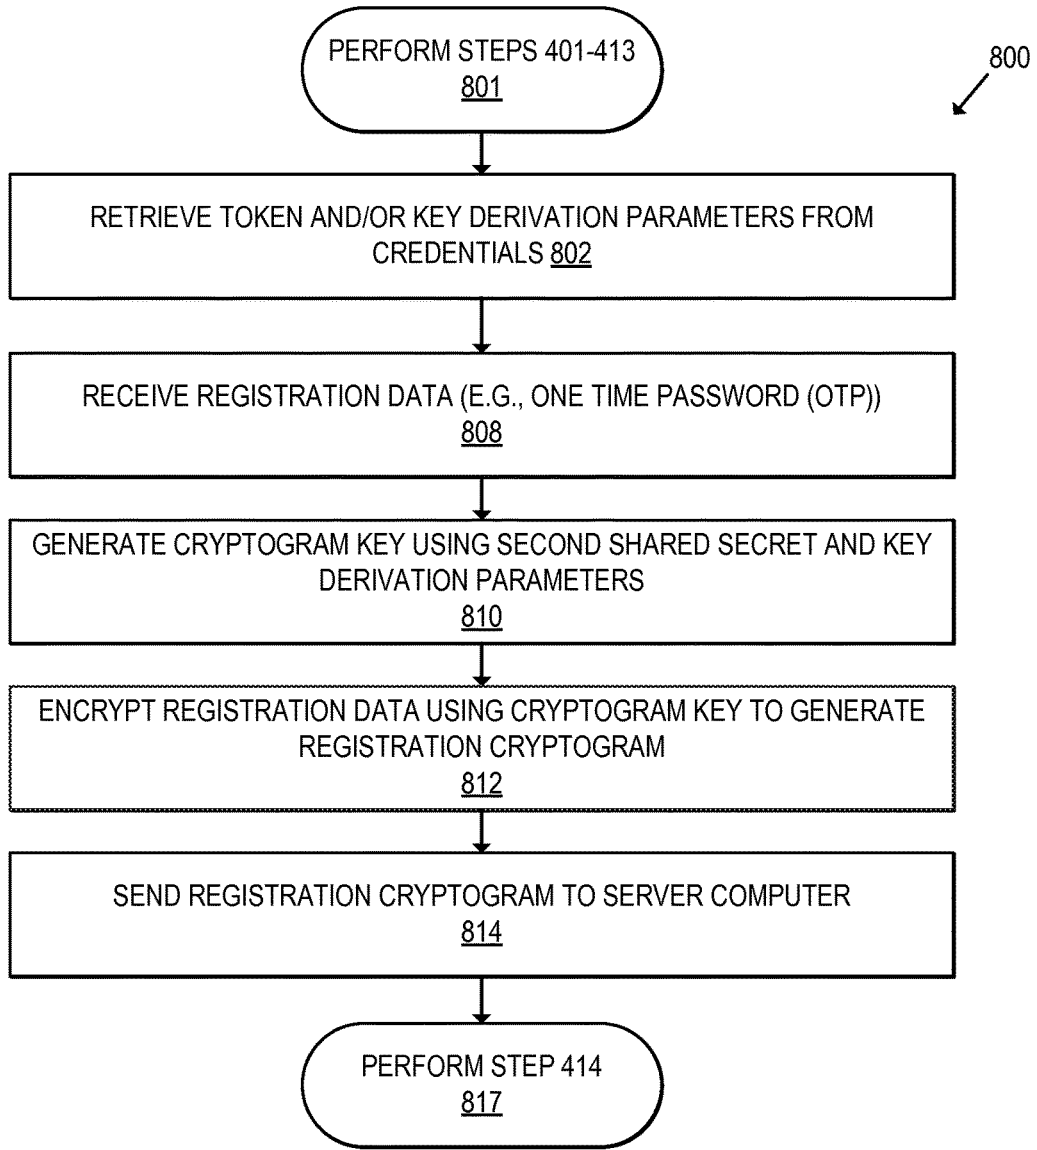 PERFORM STEPS 401-413
801
800
RETRIEVE TOKEN AND/OR KEY DERIVATION PARAMETERS FROM
CREDENTIALS 802
RECEIVE REGISTRATION DATA (E.G., ONE TIME PASSWORD (OTP))
808
GENERATE CRYPTOGRAM KEY USING SECOND SHARED SECRET AND KEY
DERIVATION PARAMETERS
810
ENCRYPT REGISTRATION DATA USING CRYPTOGRAM KEY TO GENERATE
REGISTRATION CRYPTOGRAM
812
SEND REGISTRATION CRYPTOGRAM TO SERVER COMPUTER
814
PERFORM STEP 414
817